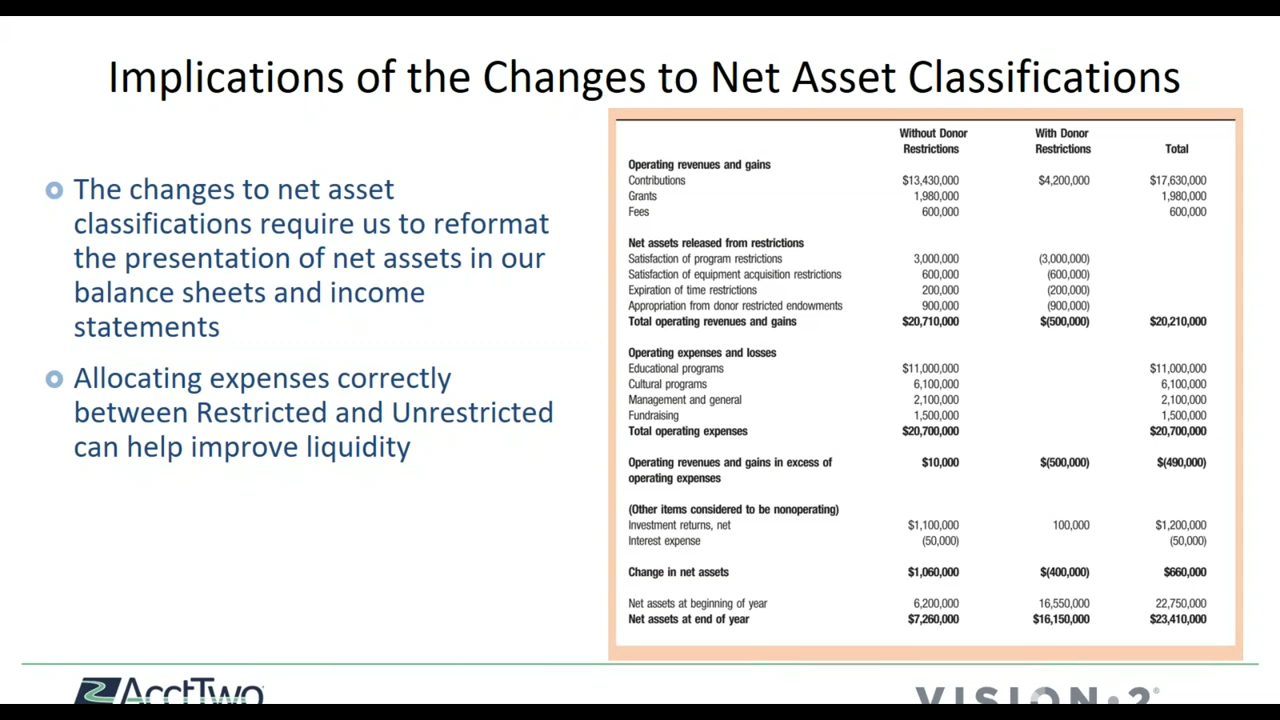 Implications of the Changes to Net Asset Classifications
The changes to net asset
classifications require us to reformat
the presentation of net assets in our
balance sheets and income
statements
Allocating expenses correctly
between Restricted and Unrestricted
can help improve liquidity
Without Donor Restrictions With Donor Restrictions Total
Operating revenues and gains
Contributions $13,430,000 $4,200,000 $17,630,000
Grants 1,980,000 1,980,000
Fees 600,000 600,000
Net assets released from restrictions
Satisfaction of program restrictions 3,000,000 (3,000,000)
Satisfaction of equipment acquisition restrictions 600,000 (600,000)
Expiration of time restrictions 200,000 (200,000)
Appropriation from donor restricted endowments 900,000 (900,000)
Total operating revenues and gains $20,710,000 $(500,000) $20,210,000
Operating expenses and losses
Educational programs $11,000,000 $11,000,000
Cultural programs 6,100,000 6,100,000
Management and general 2,100,000 2,100,000
Fundraising 1,500,000 1,500,000
Total operating expenses $20,700,000 $20,700,000
Operating revenues and gains in excess of $10,000 $(500,000) $(490,000)
operating expenses
(Other items considered to be nonoperating)
Investment returns, net $1,100,000 100,000 $1,200,000
Interest expense (50,000) (50,000)
Change in net assets $1,060,000 $(400,000) $660,000
Net assets at beginning of year 6,200,000 16,550,000 22,750,000
Net assets at end of year $7,260,000 $16,150,000 $23,410,000
AcctTwo
VISION·2